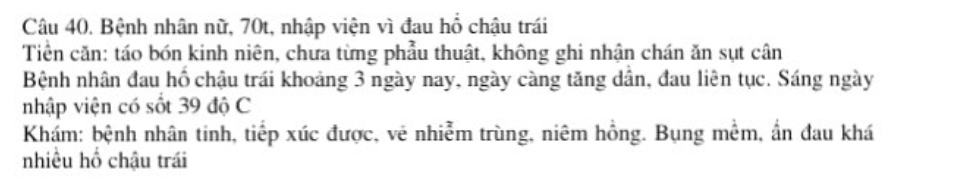 Câu 40. Bệnh nhân nữ, 70t, nhập viện vì đau hố chậu trái
Tiền căn: táo bón kinh niên, chưa từng phẫu thuật, không ghi nhận chán ăn sụt cân
Bệnh nhân đau hố chậu trái khoảng 3 ngày nay, ngày càng tăng dần, đau liên tục. Sáng ngày
nhập viện có sốt 39 độ C
Khám: bệnh nhân tỉnh, tiếp xúc được, vẻ nhiễm trùng, niêm hồng. Bụng mềm, ấn đau khá
nhiều hố chậu trái